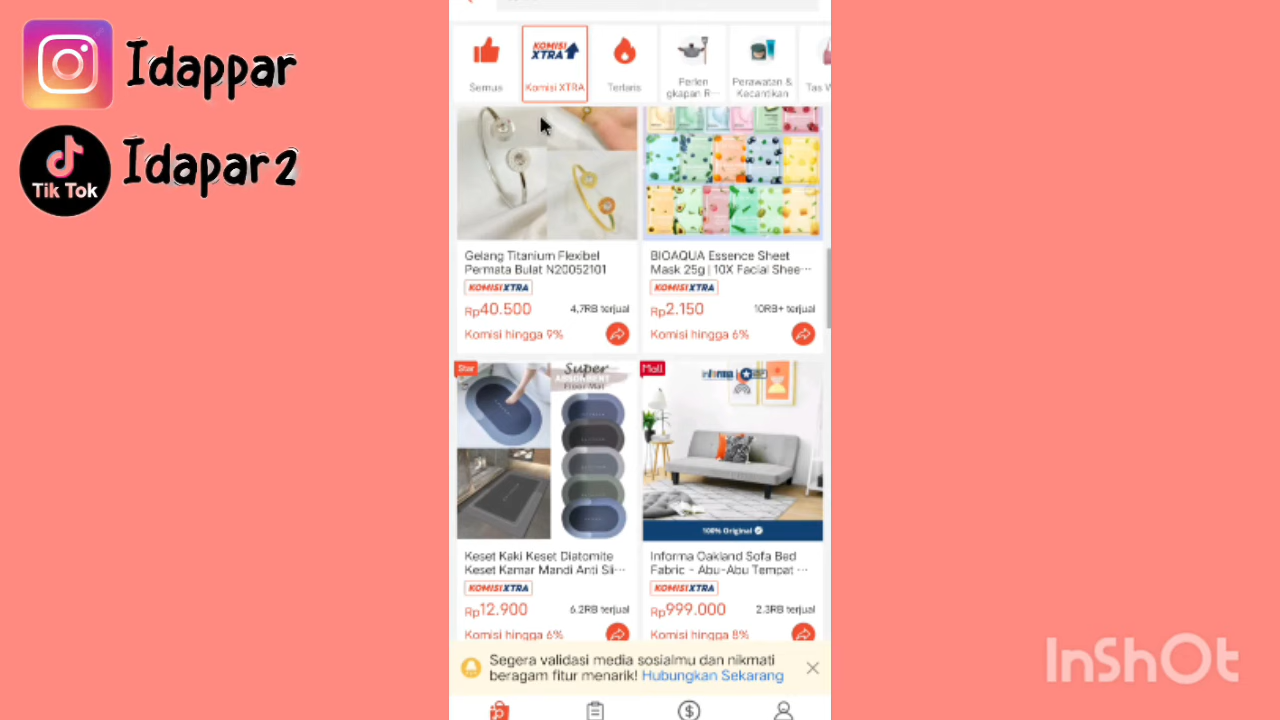 Idappar
Tik Tok
Idapar2
Semua
KOMISI
XTRA
Komisi XTRA
Terlaris
Perlen
gkapan R...
Perawatan &
Kecantikan
Tas W
Gelang Titanium Flexibel
Permata Bulat N20052101
KOMISI XTRA
Rp40.500
4,7RB terjual
Komisi hingga 9%
BIOAQUA Essence Sheet
Mask 25g | 10X Facial Shee...
KOMISI XTRA
Rp2.150
10RB+ terjual
Komisi hingga 6%
Star
Super
ABSORBENT
Floor Mat
Keset Kaki Keset Diatomite
Keset Kamar Mandi Anti Sli...
KOMISI XTRA
Rp12.900
6.2RB terjual
Komisi hingga 6%
Mall
informa
100% Original
Informa Oakland Sofa Bed
Fabric - Abu-Abu Tempat ...
KOMISI XTRA
Rp999.000
2.3RB terjual
Komisi hingga 8%
Segera validasi media sosialmu dan nikmati
beragam fitur menarik! Hubungkan Sekarang
InShOt